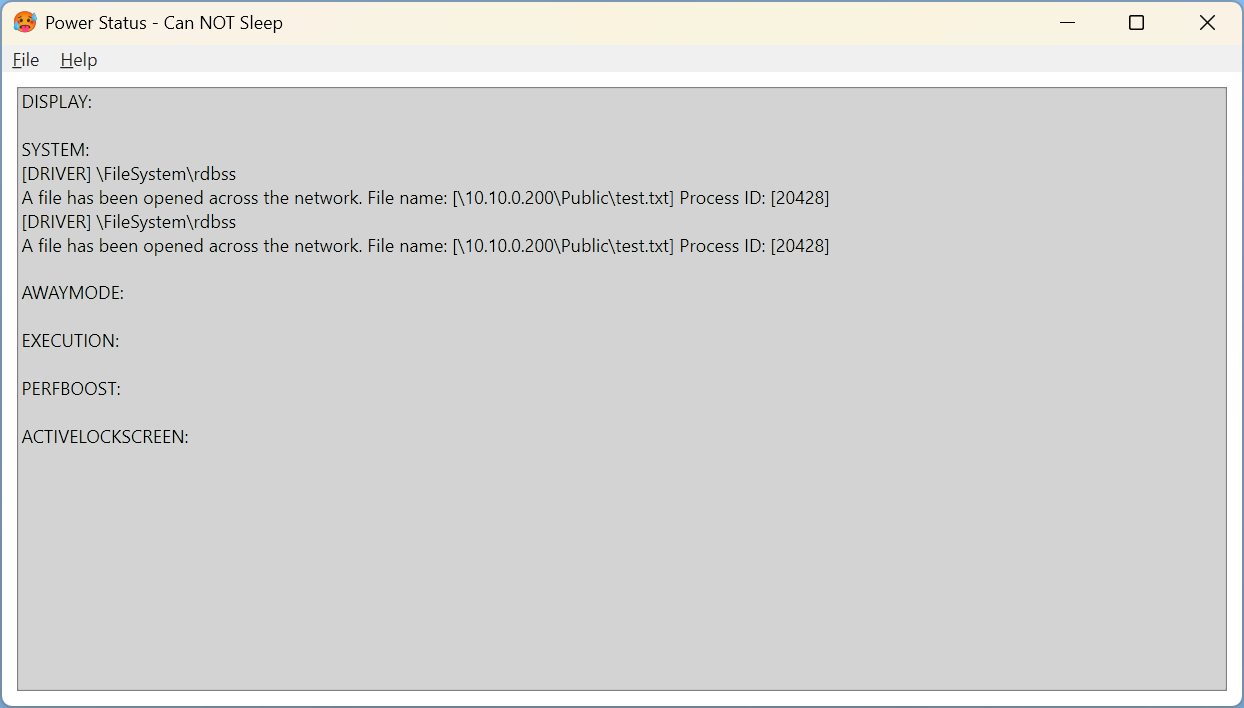 Power Status - Can NOT Sleep
File Help
DISPLAY:
SYSTEM:
[DRIVER] \FileSystem\rdbss
A file has been opened across the network. File name: [\10.10.0.200\Public\test.txt] Process ID: [20428]
[DRIVER] \FileSystem\rdbss
A file has been opened across the network. File name: [\10.10.0.200\Public\test.txt] Process ID: [20428]
AWAYMODE:
EXECUTION:
PERFBOOST:
ACTIVELOCKSCREEN: